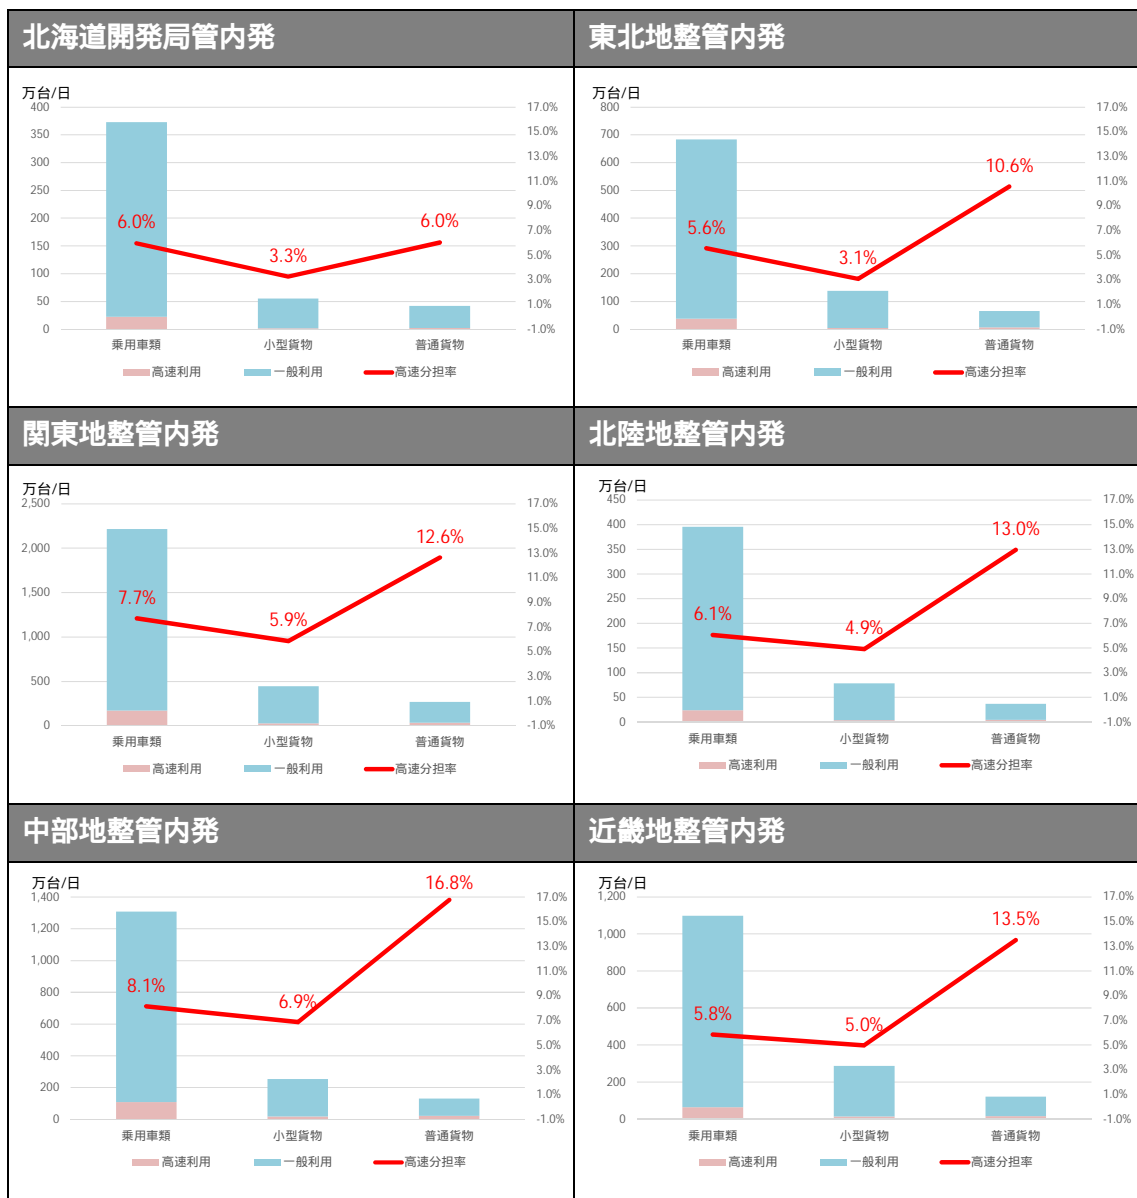 北海道開発局管内発
東北地整管内発
万台/日
400
350
300
250
200
150
100
50
0
17.0%
15.0%
13.0%
11.0%
9.0%
7.0%
5.0%
3.0%
1.0%
-1.0%
6.0%
3.3%
6.0%
乗用車類
小型貨物
普通貨物
高速利用
一般利用
高速分担率
万台/日
800
700
600
500
400
300
200
100
0
17.0%
15.0%
13.0%
11.0%
9.0%
7.0%
5.0%
3.0%
1.0%
-1.0%
5.6%
3.1%
10.6%
乗用車類
小型貨物
普通貨物
高速利用
一般利用
高速分担率
関東地整管内発
北陸地整管内発
万台/日
2,500
2,000
1,500
1,000
500
0
17.0%
15.0%
13.0%
11.0%
9.0%
7.0%
5.0%
3.0%
1.0%
-1.0%
7.7%
5.9%
12.6%
乗用車類
小型貨物
普通貨物
高速利用
一般利用
高速分担率
万台/日
450
400
350
300
250
200
150
100
50
0
17.0%
15.0%
13.0%
11.0%
9.0%
7.0%
5.0%
3.0%
1.0%
-1.0%
6.1%
4.9%
13.0%
乗用車類
小型貨物
普通貨物
高速利用
一般利用
高速分担率
中部地整管内発
近畿地整管内発
万台/日
1,400
1,200
1,000
800
600
400
200
0
17.0%
15.0%
13.0%
11.0%
9.0%
7.0%
5.0%
3.0%
1.0%
-1.0%
8.1%
6.9%
16.8%
乗用車類
小型貨物
普通貨物
高速利用
一般利用
高速分担率
万台/日
1,200
1,000
800
600
400
200
0
17.0%
15.0%
13.0%
11.0%
9.0%
7.0%
5.0%
3.0%
1.0%
-1.0%
5.8%
5.0%
13.5%
乗用車類
小型貨物
普通貨物
高速利用
一般利用
高速分担率